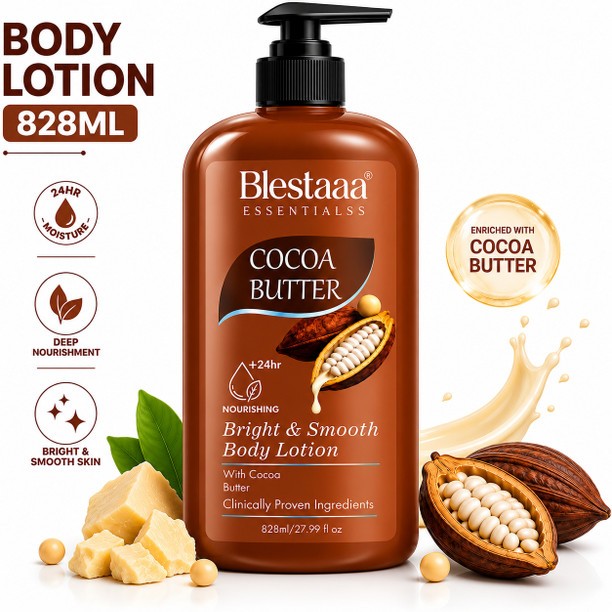 BODY
LOTION
828ML
24HR
MOISTURE
DEEP
NOURISHMENT
BRIGHT &
SMOOTH SKIN
Blestaaa®
ESSENTIALSS
COCOA
BUTTER
+24hr
NOURISHING
Bright & Smooth
Body Lotion
With Cocoa
Butter
Clinically Proven Ingredients
828ml/27.99 fl oz
ENRICHED WITH
COCOA
BUTTER